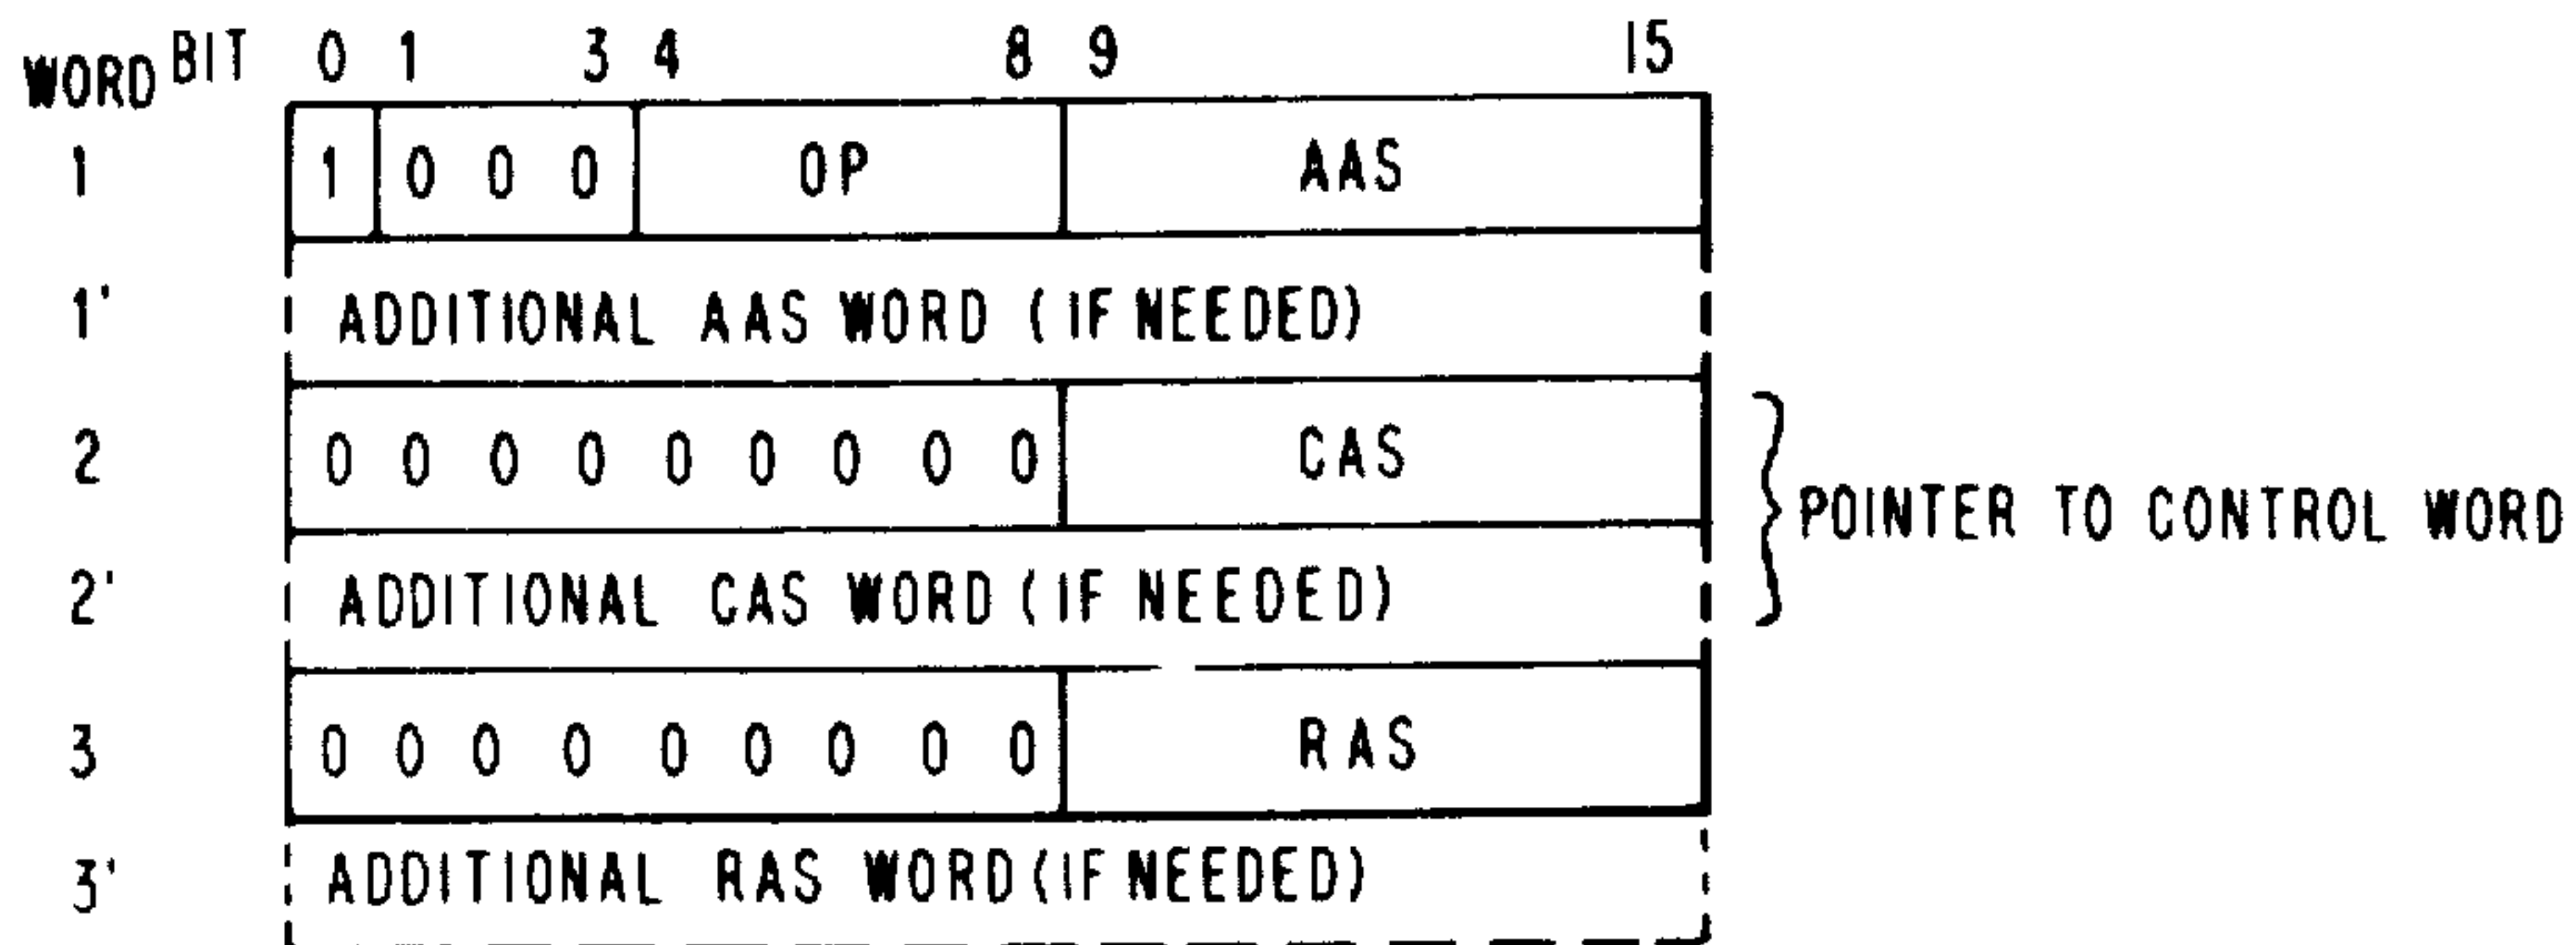 WORD BIT 0 1 3 4 8 9 15
1 1 0 0 0 OP AAS
1' ADDITIONAL AAS WORD (IF NEEDED)
2 0 0 0 0 0 0 0 0 0 CAS
POINTER TO CONTROL WORD
2' ADDITIONAL CAS WORD (IF NEEDED)
3 0 0 0 0 0 0 0 0 0 RAS
3' ADDITIONAL RAS WORD (IF NEEDED)